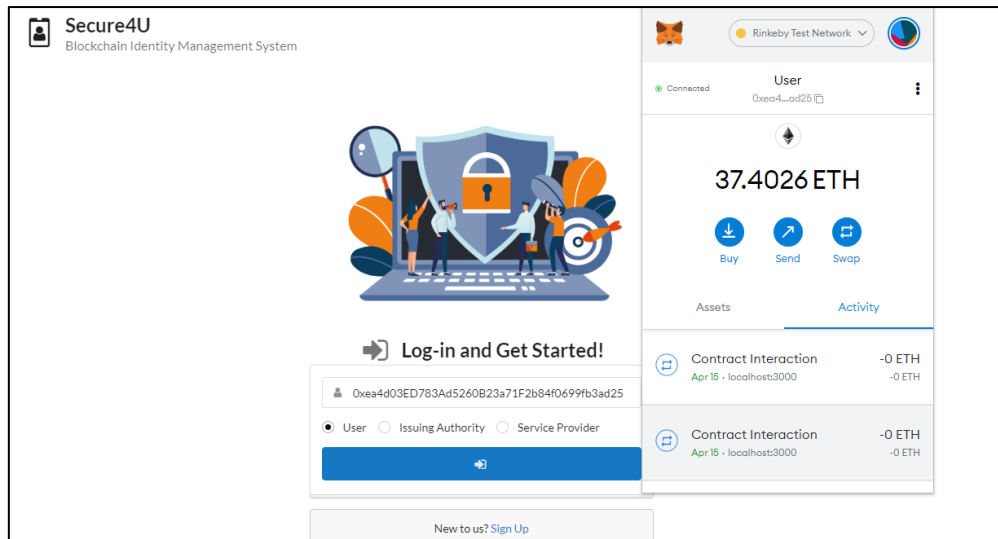 Secure4U
Blockchain Identity Management System
Log-in and Get Started!
0xea4d03ED783Ad5260B23a71F2b84f0699fb3ad25
User Issuing Authority Service Provider
New to us? Sign Up
Rinkeby Test Network
Connected
User
0xea4...ad25
37.4026 ETH
Buy Send Swap
Assets Activity
Contract Interaction -0 ETH
Apr 15 · localhost:3000 -0 ETH
Contract Interaction -0 ETH
Apr 15 · localhost:3000 -0 ETH